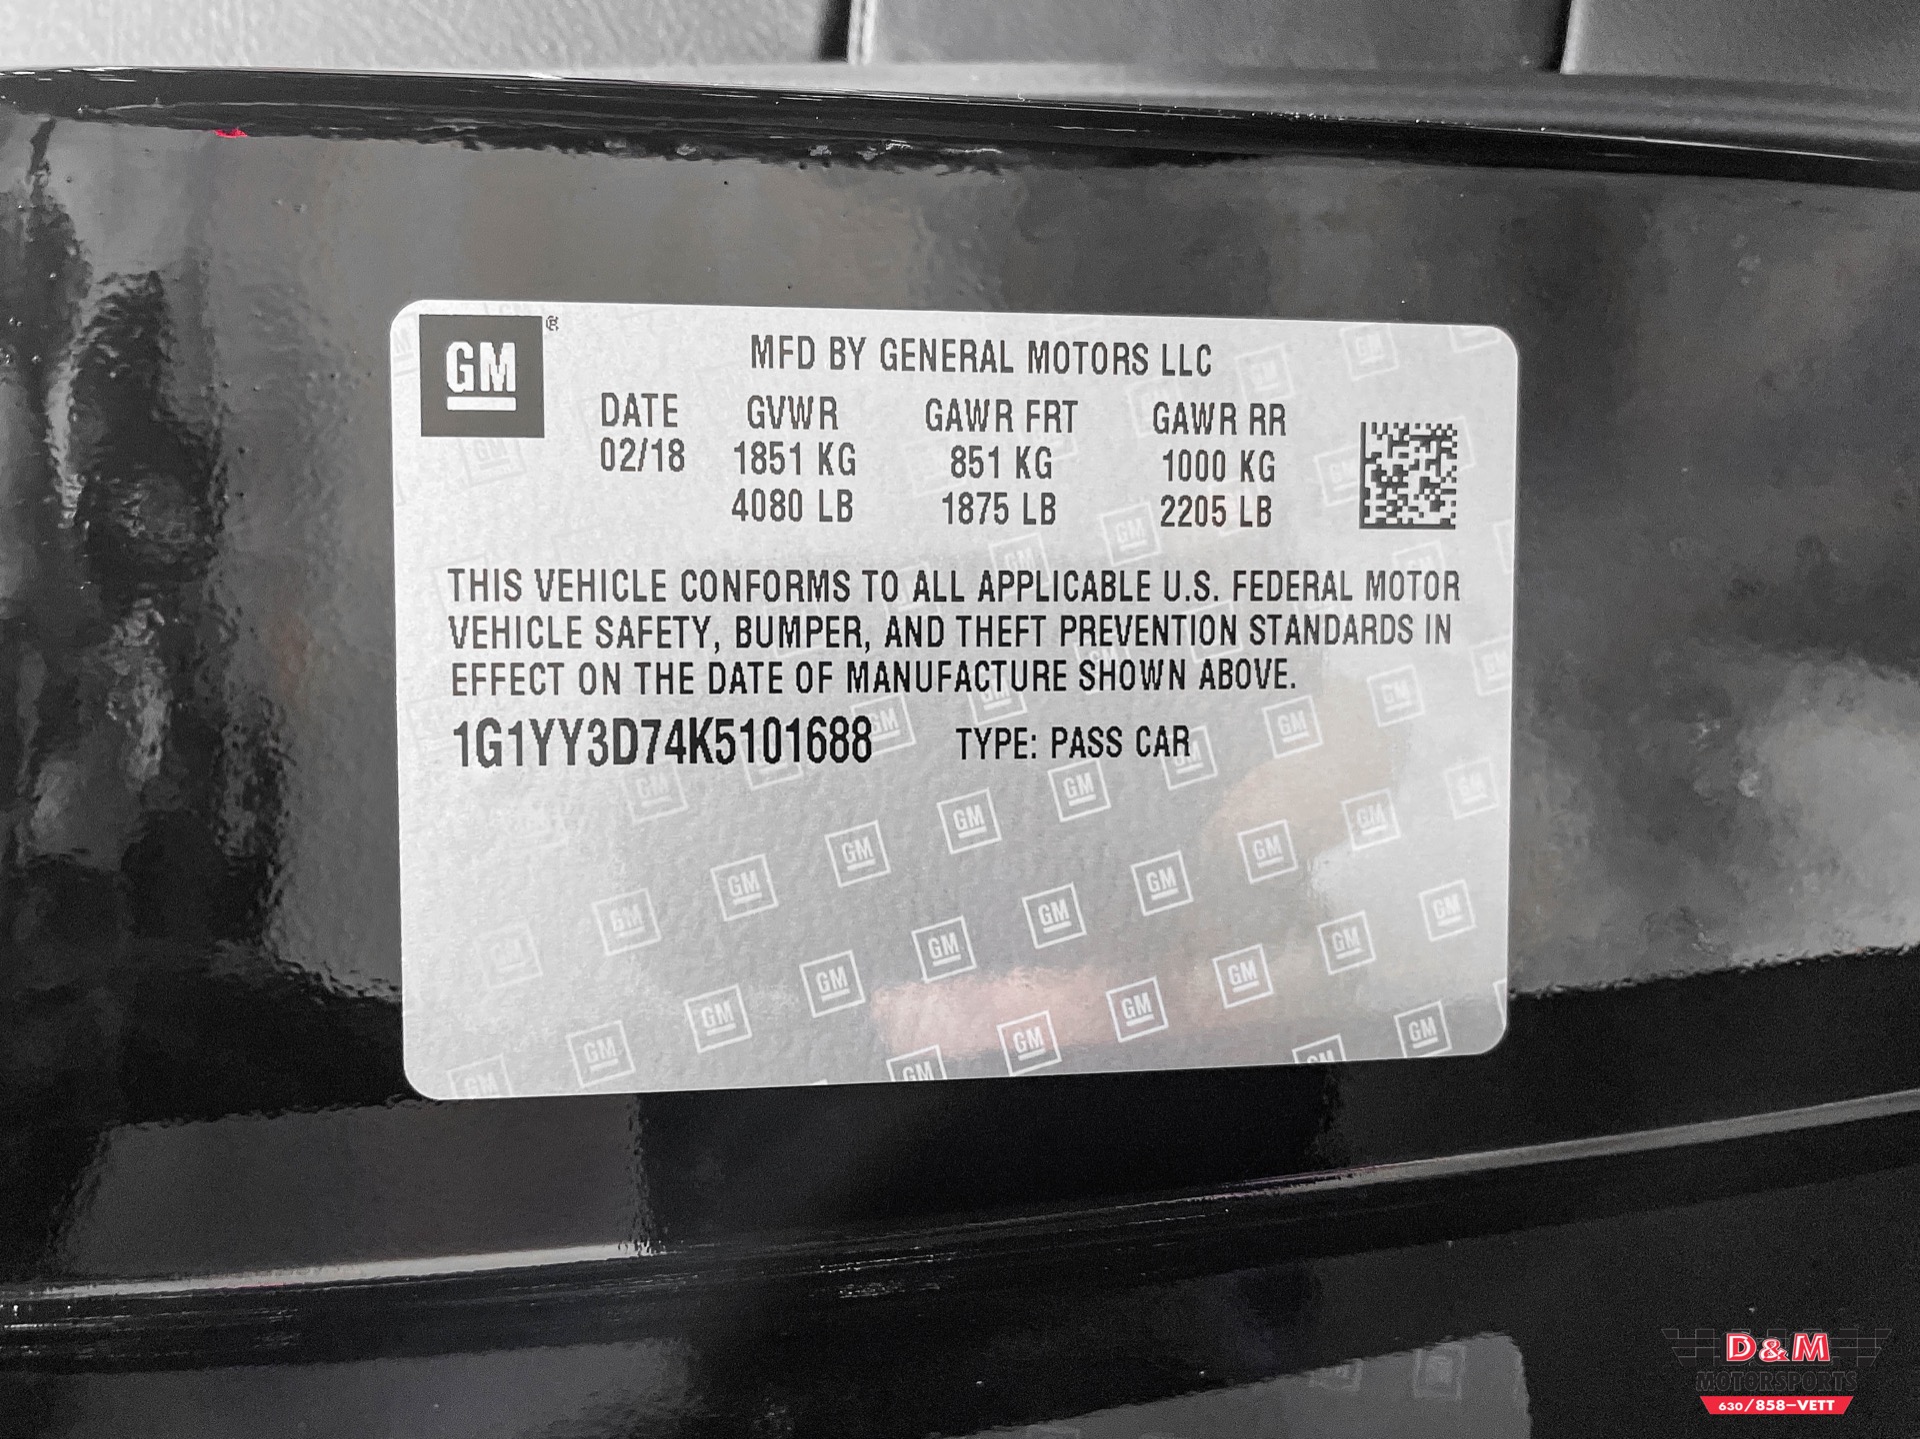 GM
MFD BY GENERAL MOTORS LLC
DATE GVWR GAWR FRT GAWR RR
02/18 1851 KG 851 KG 1000 KG
4080 LB 1875 LB 2205 LB
THIS VEHICLE CONFORMS TO ALL APPLICABLE U.S. FEDERAL MOTOR
VEHICLE SAFETY, BUMPER, AND THEFT PREVENTION STANDARDS IN
EFFECT ON THE DATE OF MANUFACTURE SHOWN ABOVE.
1G1YY3D74K5101688 TYPE: PASS CAR
D&M
MOTORSPORTS
630/858-VETT